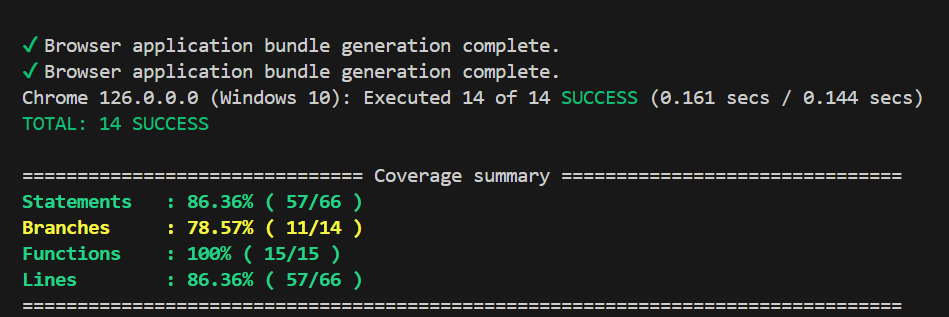 ✓ Browser application bundle generation complete.
✓ Browser application bundle generation complete.
Chrome 126.0.0.0 (Windows 10): Executed 14 of 14 SUCCESS (0.161 secs / 0.144 secs)
TOTAL: 14 SUCCESS
=============================== Coverage summary ===============================
Statements   : 86.36% ( 57/66 )
Branches     : 78.57% ( 11/14 )
Functions    : 100% ( 15/15 )
Lines        : 86.36% ( 57/66 )
================================================================================